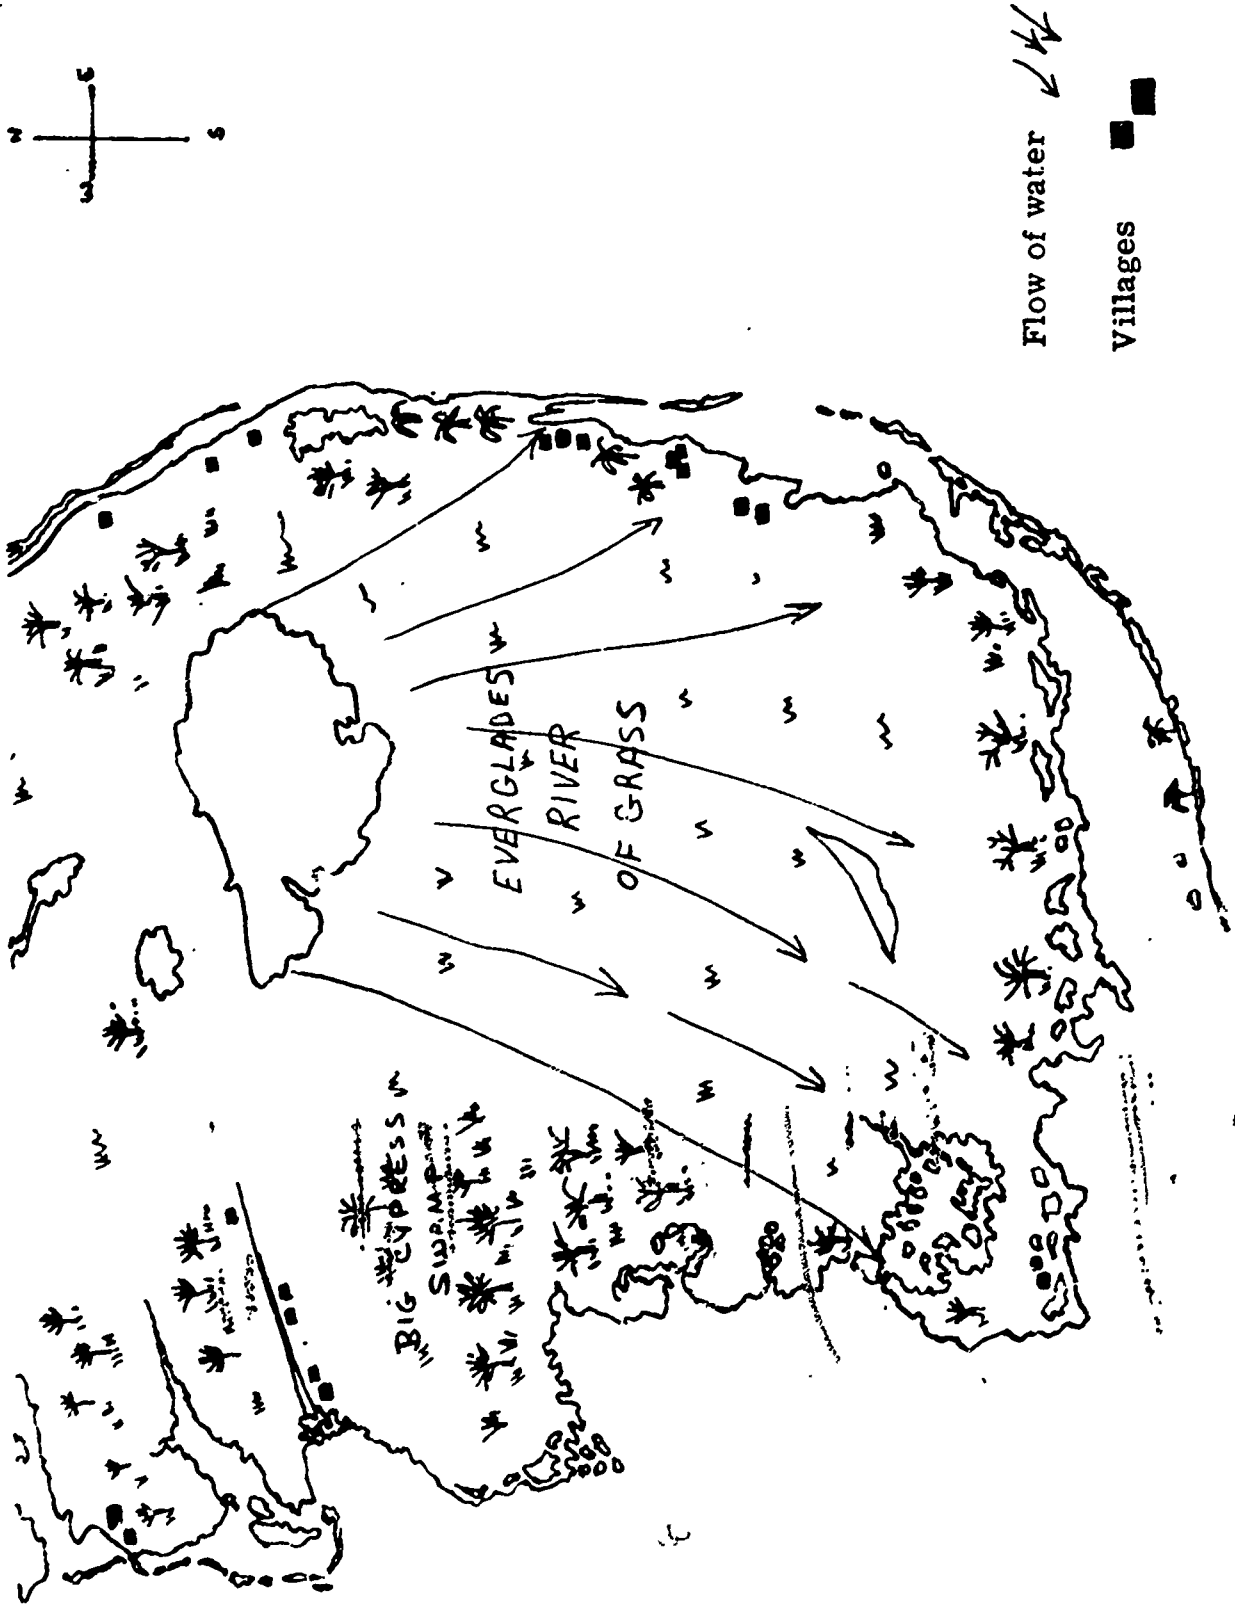 N
W E
S
EVERGLADES
RIVER
OF GRASS
BIG CYPRESS
SWAMP
Flow of water
Villages